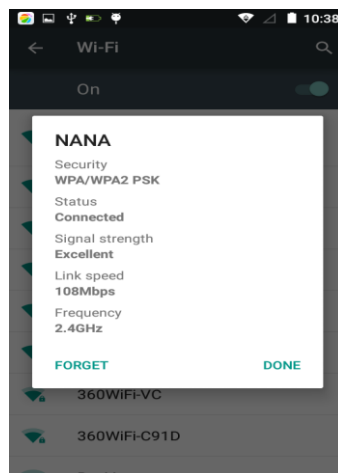 10:38
Wi-Fi
On
NANA
Security
WPA/WPA2 PSK
Status
Connected
Signal strength
Excellent
Link speed
108Mbps
Frequency
2.4GHz
FORGET DONE
360WiFi-VC
360WiFi-C91D